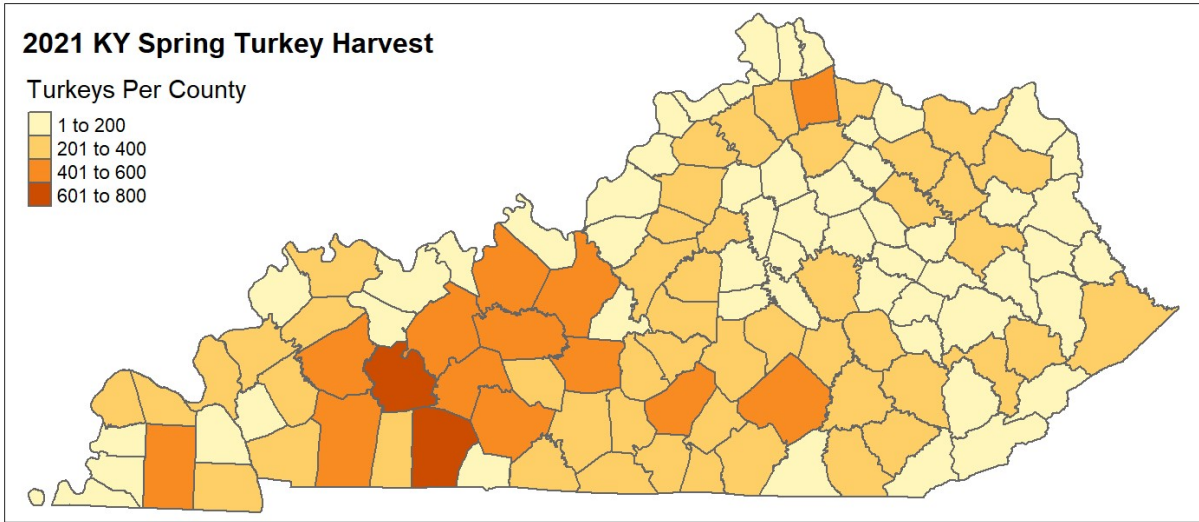 2021 KY Spring Turkey Harvest
Turkeys Per County
1 to 200
201 to 400
401 to 600
601 to 800